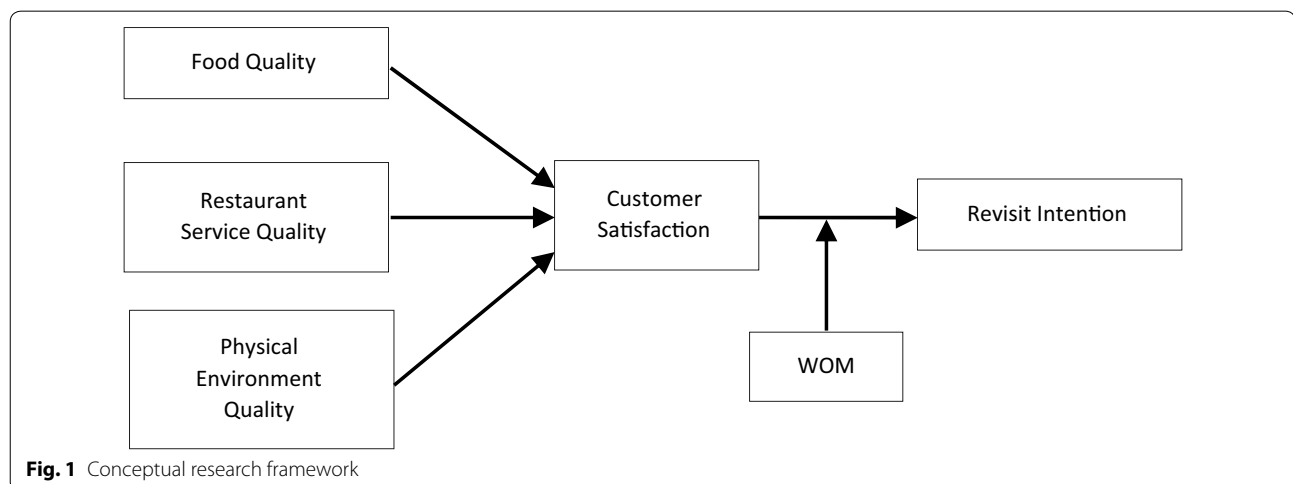 Food Quality
Restaurant
Service Quality
Physical
Environment
Quality
Customer
Satisfaction
Revisit Intention
WOM
Fig. 1 Conceptual research framework